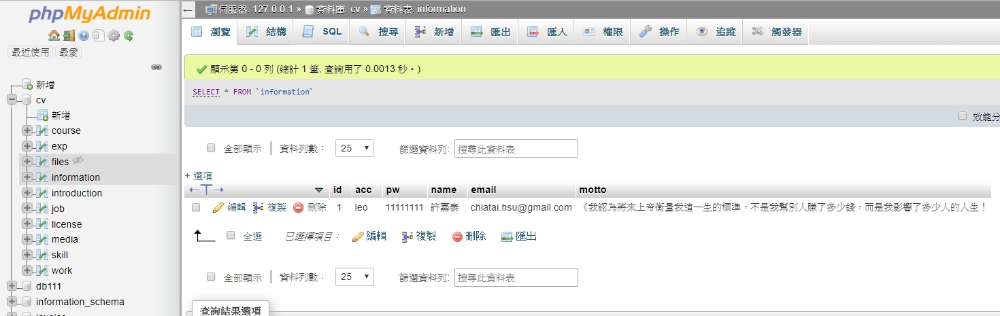 phpMyAdmin
最近使用 最愛
新增
cv
新增
course
exp
files
information
introduction
job
license
media
skill
work
db111
information_schema
伺服器: 127.0.0.1 » 資料庫: cv » 資料表: information
瀏覽 結構 SQL 搜尋 新增 匯出 匯入 權限 操作 追蹤 觸發器
顯示第 0 - 0 列 (總計 1 筆, 查詢用了 0.0013 秒。)
SELECT * FROM `information`
效能分
全部顯示 資料列數： 25 篩選資料列: 搜尋此資料表
+ 選項
←T→ id acc pw name email motto
編輯 複製 刪除 1 leo 11111111 許嘉泰 chiatai.hsu@gmail.com 《我認為將來上帝衡量我這一生的標準，不是我幫別人賺了多少錢，而是我影響了多少人的人生！
全選 已選擇項目： 編輯 複製 刪除 匯出
全部顯示 資料列數： 25 篩選資料列: 搜尋此資料表
查詢結果選項